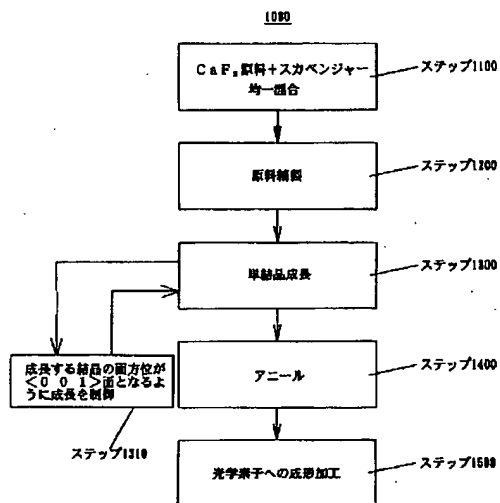 1000
CaF₂原料+スカベンジャー
均一混合
ステップ1100
原料精製
ステップ1200
単結晶成長
ステップ1300
成長する結晶の面方位が
<001>面となるよう
に成長を制御
ステップ1310
アニール
ステップ1400
光学素子への成形加工
ステップ1500